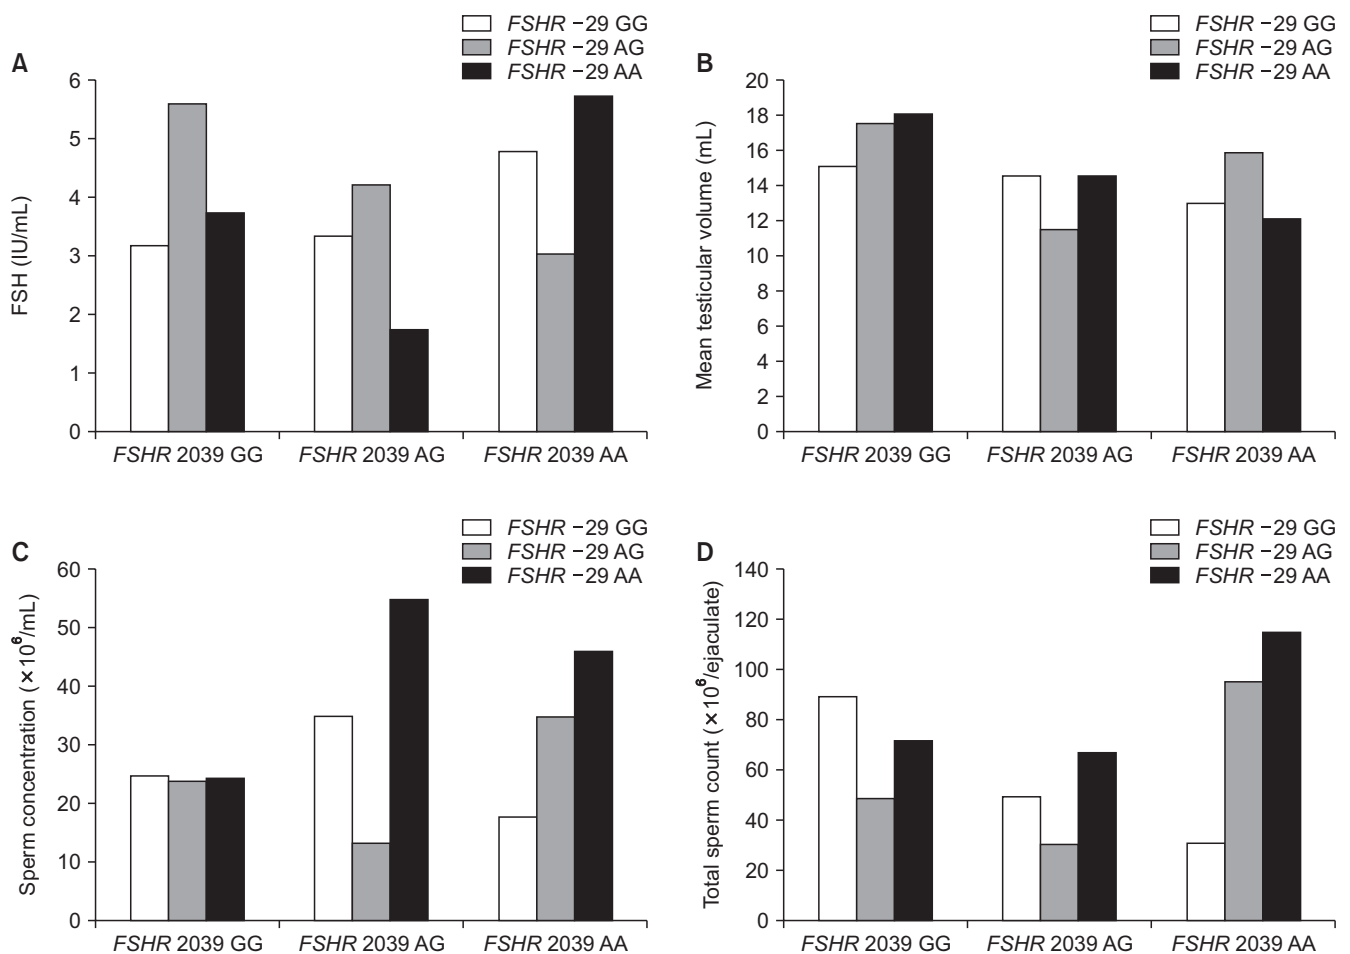 FSHR −29 GG
FSHR −29 AG
FSHR −29 AA
A
6
5
4
3
2
1
0
FSH (IU/mL)
FSHR 2039 GG FSHR 2039 AG FSHR 2039 AA
FSHR −29 GG
FSHR −29 AG
FSHR −29 AA
B
20
18
16
14
12
10
8
6
4
2
0
Mean testicular volume (mL)
FSHR 2039 GG FSHR 2039 AG FSHR 2039 AA
FSHR −29 GG
FSHR −29 AG
FSHR −29 AA
C
60
50
40
30
20
10
0
Sperm concentration (×10⁶/mL)
FSHR 2039 GG FSHR 2039 AG FSHR 2039 AA
FSHR −29 GG
FSHR −29 AG
FSHR −29 AA
D
140
120
100
80
60
40
20
0
Total sperm count (×10⁶/ejaculate)
FSHR 2039 GG FSHR 2039 AG FSHR 2039 AA